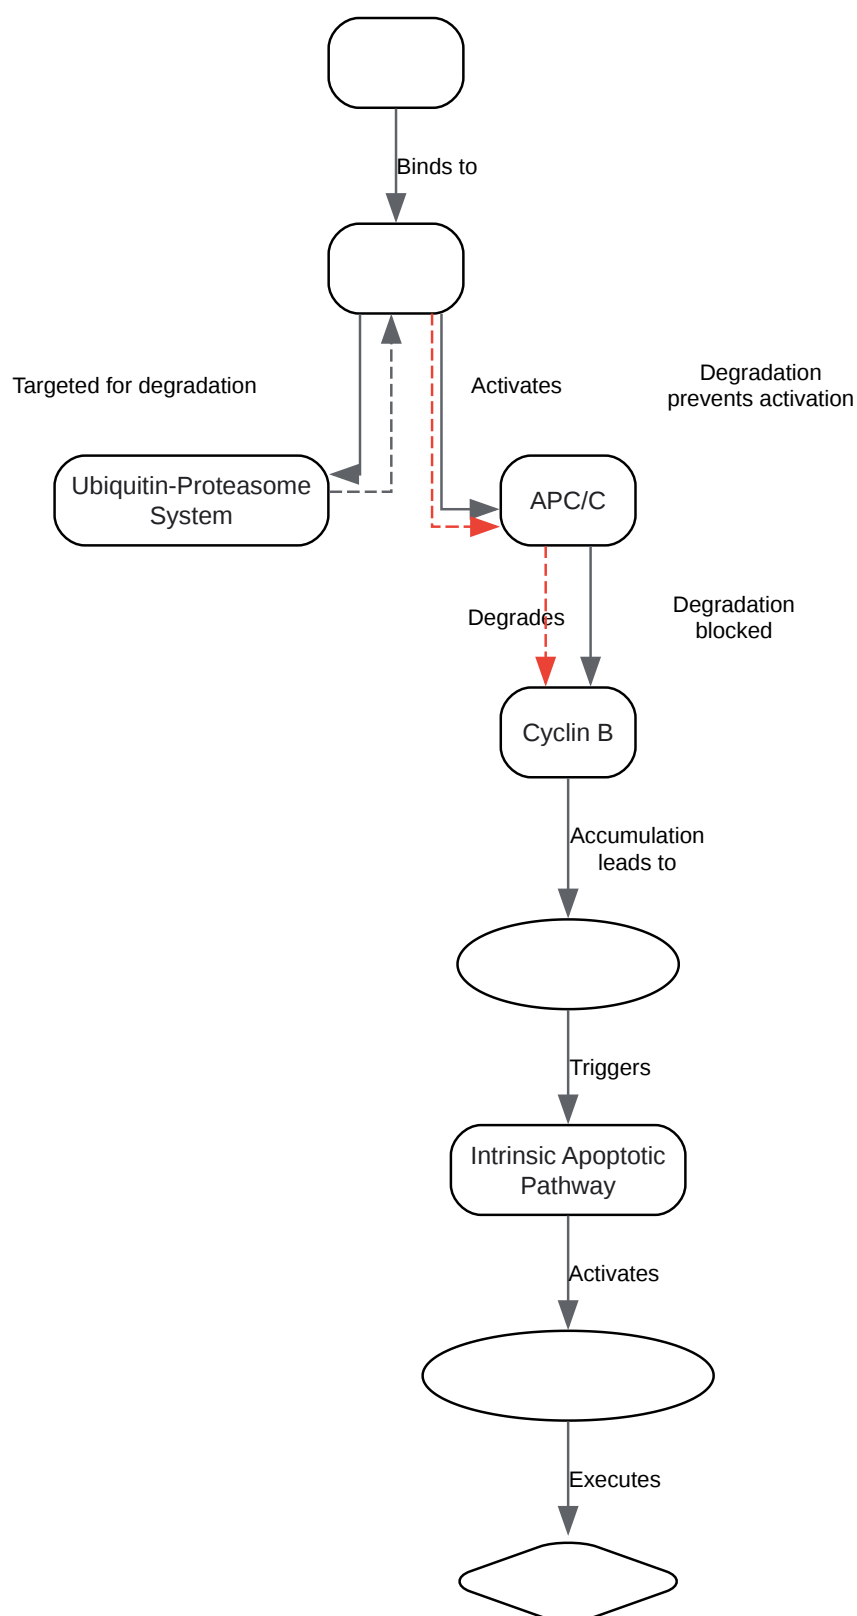 Binds to
Targeted for degradation
Activates
Degradation
prevents activation
Ubiquitin-Proteasome
System
APC/C
Degrades
Degradation
blocked
Cyclin B
Accumulation
leads to
Triggers
Intrinsic Apoptotic
Pathway
Activates
Executes